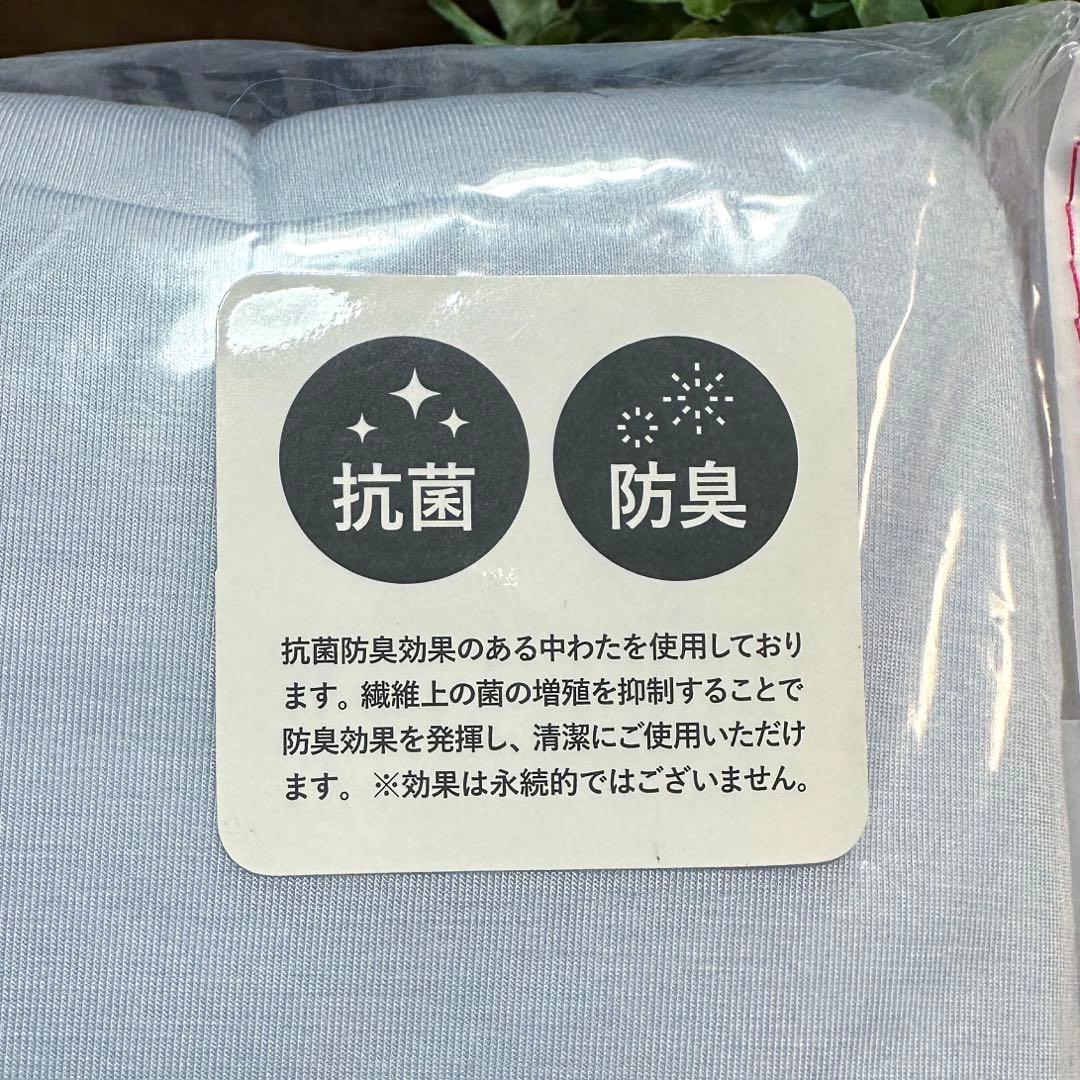 抗菌
防臭
抗菌防臭効果のある中わたを使用しており
ます。繊維上の菌の増殖を抑制することで
防臭効果を発揮し、清潔にご使用いただけ
ます。※効果は永続的ではございません。